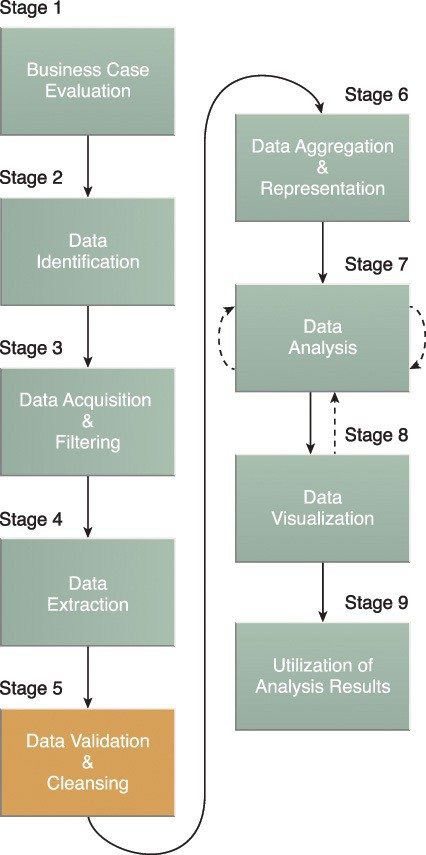 Stage 1
Business Case
Evaluation
Stage 2
Data
Identification
Stage 3
Data Acquisition
&
Filtering
Stage 4
Data
Extraction
Stage 5
Data Validation
&
Cleansing
Stage 6
Data Aggregation
&
Representation
Stage 7
Data
Analysis
Stage 8
Data
Visualization
Stage 9
Utilization of
Analysis Results